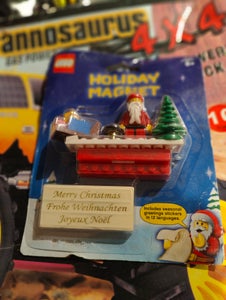 annosaurus
4x4
LEGO
HOLIDAY
MAGNET
Merry Christmas
Frohe Weihnachten
Joyeux Noël
Includes seasonal
greetings stickers
in 12 languages.